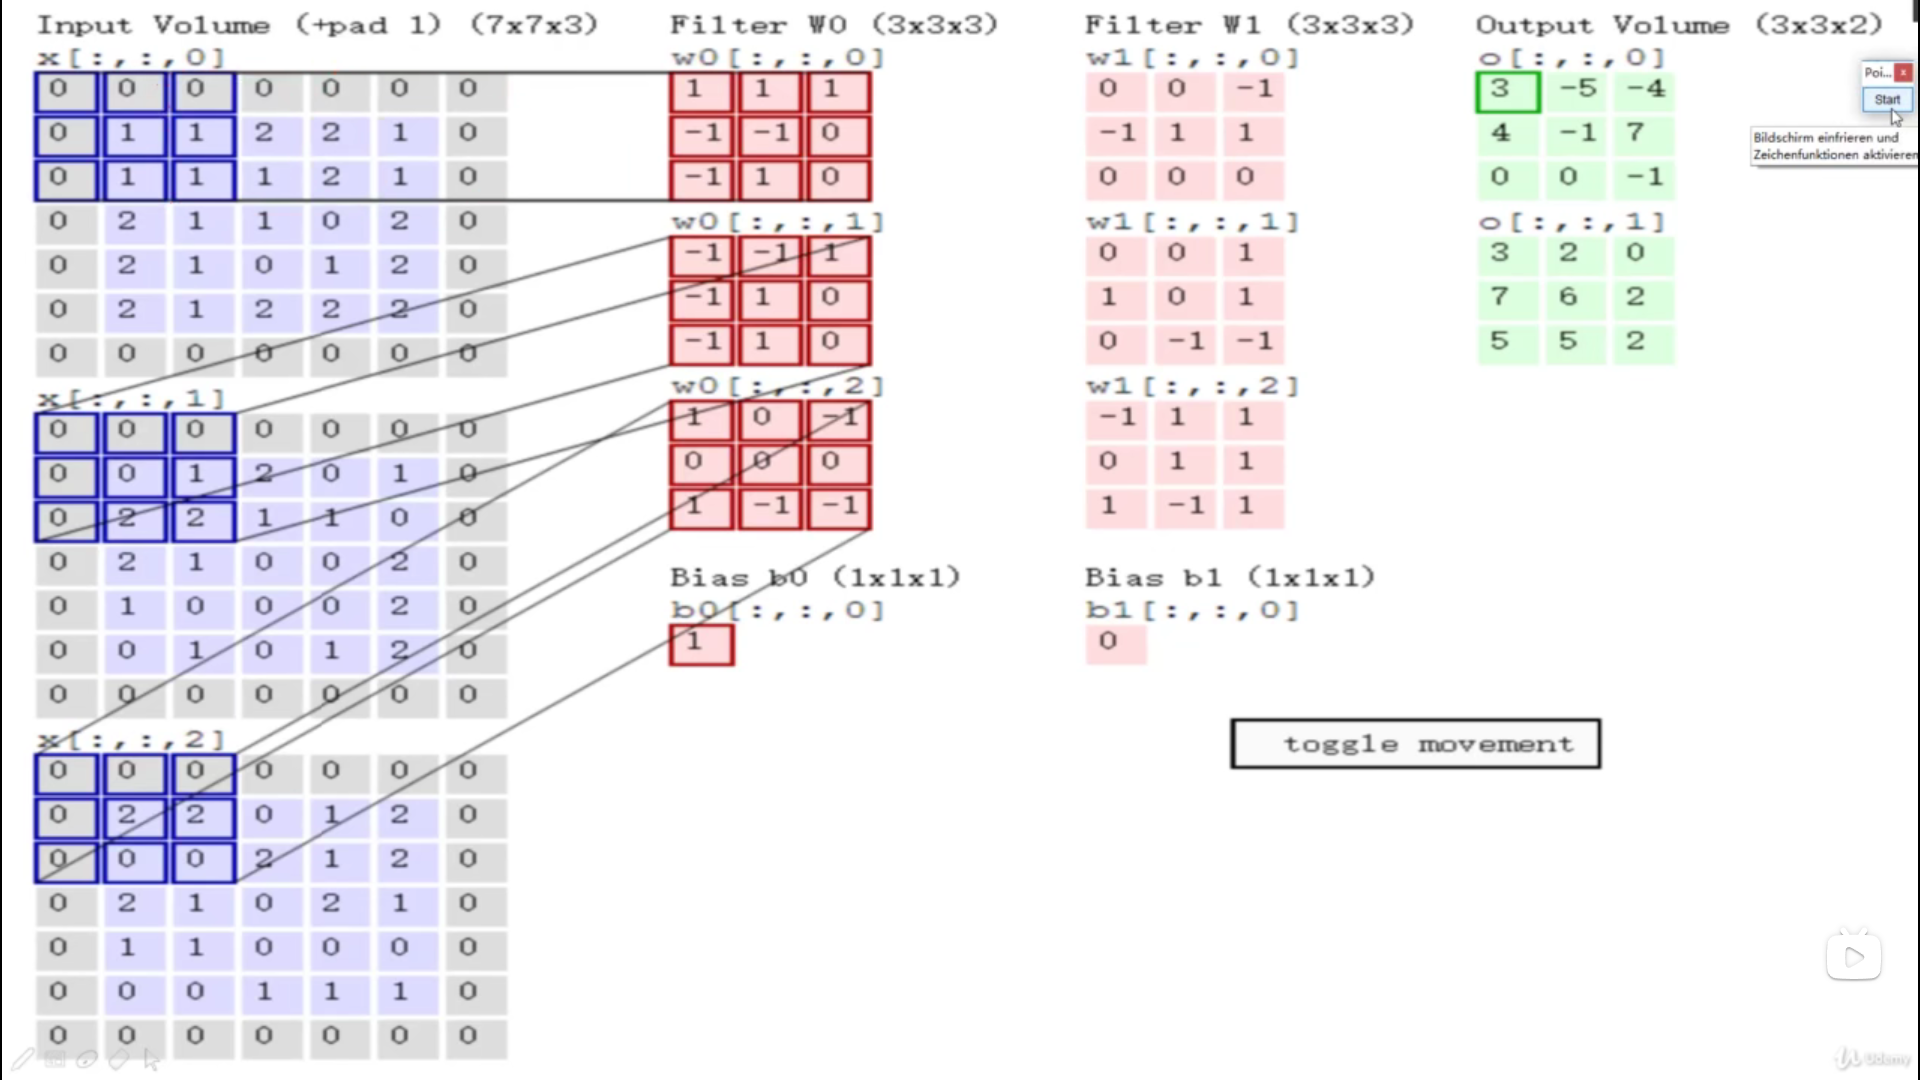 Input Volume (+pad 1) (7x7x3)
x[:,:,0]
0 0 0 0 0 0 0
0 1 1 2 2 1 0
0 1 1 1 2 1 0
0 2 1 1 0 2 0
0 2 1 0 1 2 0
0 2 1 2 2 2 0
0 0 0 0 0 0 0
x[:,:,1]
0 0 0 0 0 0 0
0 0 1 2 0 1 0
0 2 2 1 1 0 0
0 2 1 0 0 2 0
0 1 0 0 0 2 0
0 0 1 0 1 2 0
0 0 0 0 0 0 0
x[:,:,2]
0 0 0 0 0 0 0
0 2 2 0 1 2 0
0 0 0 2 1 2 0
0 2 1 0 2 1 0
0 1 1 0 0 0 0
0 0 0 1 1 1 0
0 0 0 0 0 0 0
Filter W0 (3x3x3)
w0[:,:,0]
1 1 1
-1 -1 0
-1 1 0
w0[:,:,1]
-1 -1 1
-1 1 0
-1 1 0
w0[:,:,2]
1 0 -1
0 0 0
1 -1 -1
Bias b0 (1x1x1)
b0[:,:,0]
1
Filter W1 (3x3x3)
w1[:,:,0]
0 0 -1
-1 1 1
0 0 0
w1[:,:,1]
0 0 1
1 0 1
0 -1 -1
w1[:,:,2]
-1 1 1
0 1 1
1 -1 1
Bias b1 (1x1x1)
b1[:,:,0]
0
toggle movement
Output Volume (3x3x2)
o[:,:,0]
3 -5 -4
4 -1 7
0 0 -1
o[:,:,1]
3 2 0
7 6 2
5 5 2
Poi... x
Start
Bildschirm einfrieren und
Zeichenfunktionen aktivieren
Udemy